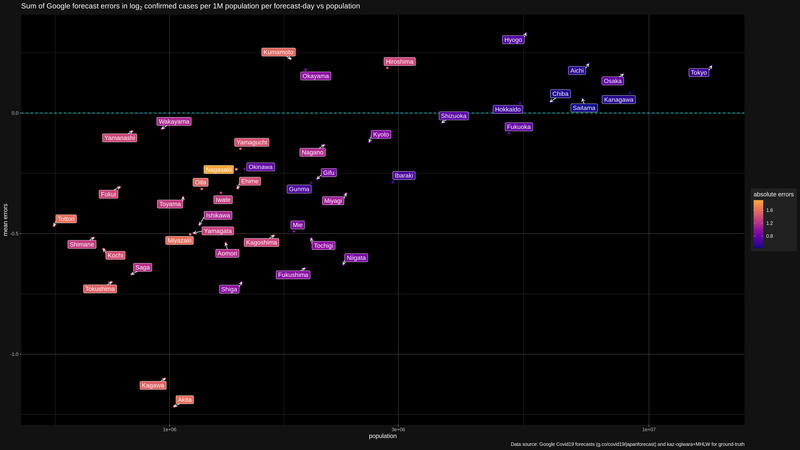 Sum of Google forecast errors in log2 confirmed cases per 1M population per forecast-day vs population
Hyogo
Kumamoto
Hiroshima
Okayama
Aichi
Tokyo
Osaka
Chiba
Kanagawa
Hokkaido
Saitama
0.0
Shizuoka
Wakayama
Fukuoka
Yamanashi
Kyoto
Yamaguchi
Nagano
Nagasaki
Okinawa
Gifu
Ibaraki
Oita
Ehime
Gunma
Fukui
Iwate
Miyagi
Toyama
Ishikawa
Tottori
Mie
Yamagata
-0.5
Miyazaki
Kagoshima
Shimane
Tochigi
Kochi
Aomori
Niigata
Saga
Fukushima
Tokushima
Shiga
-1.0
Kagawa
Akita
mean errors
1e+06
3e+06
1e+07
population
absolute errors
1.6
1.2
0.8
Data source: Google Covid19 forecasts (g.co/covid19/japanforecast) and kaz-ogiwara+MHLW for ground-truth